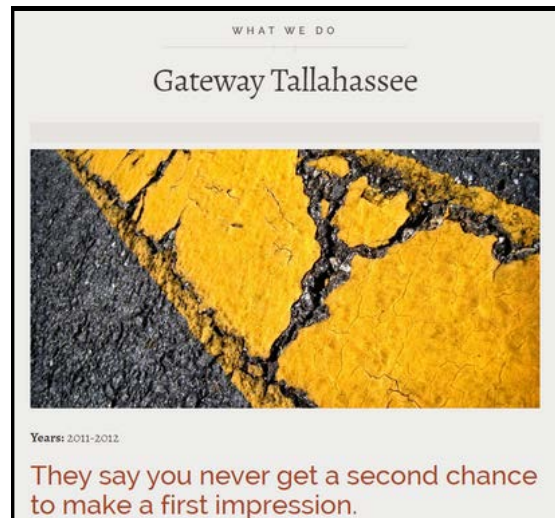 WHAT WE DO
Gateway Tallahassee
Years: 2011-2012
They say you never get a second chance
to make a first impression.